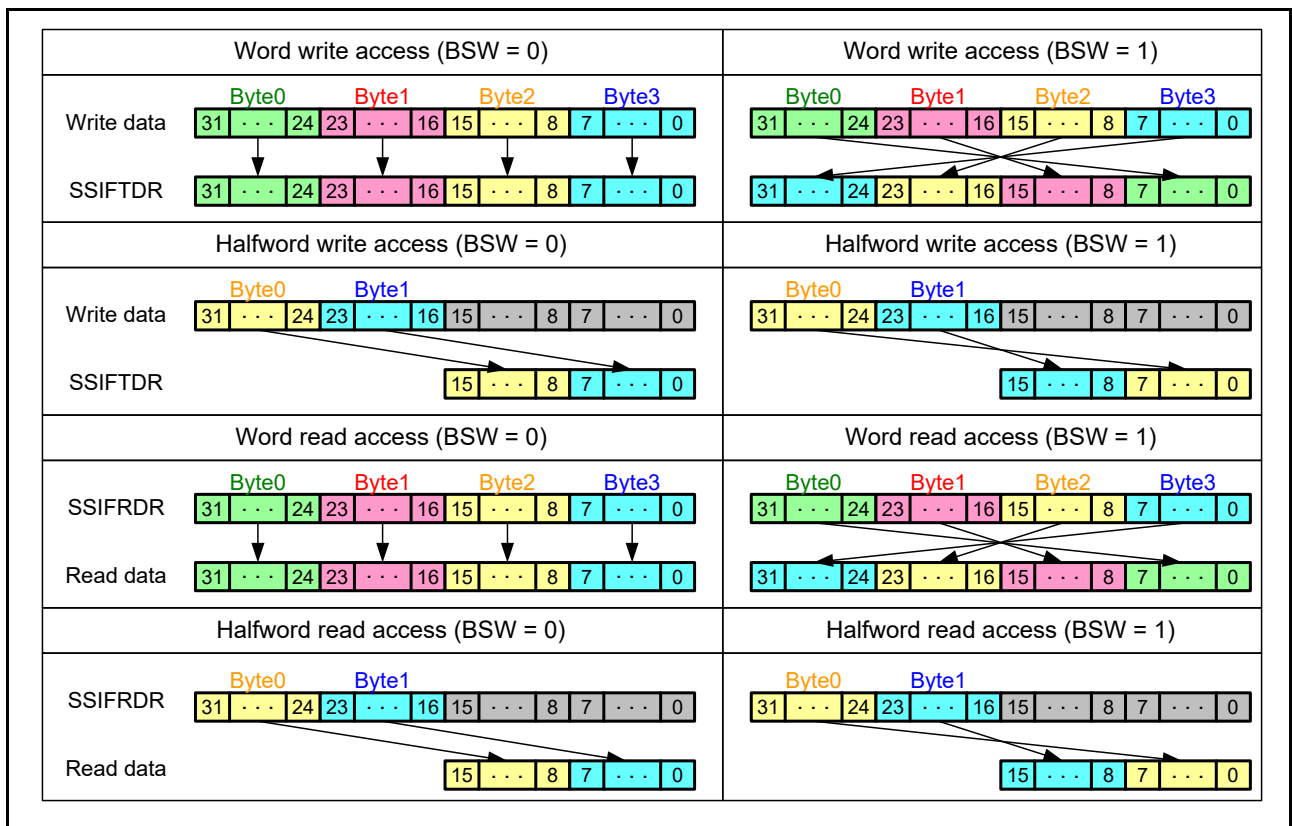 Word write access (BSW = 0) Word write access (BSW = 1)
Byte0 Byte1 Byte2 Byte3 Byte0 Byte1 Byte2 Byte3
Write data 31 ··· 24 23 ··· 16 15 ··· 8 7 ··· 0 31 ··· 24 23 ··· 16 15 ··· 8 7 ··· 0
SSIFTDR 31 ··· 24 23 ··· 16 15 ··· 8 7 ··· 0 31 ··· 24 23 ··· 16 15 ··· 8 7 ··· 0
Halfword write access (BSW = 0) Halfword write access (BSW = 1)
Byte0 Byte1 Byte0 Byte1
Write data 31 ··· 24 23 ··· 16 15 ··· 8 7 ··· 0 31 ··· 24 23 ··· 16 15 ··· 8 7 ··· 0
SSIFTDR 15 ··· 8 7 ··· 0 15 ··· 8 7 ··· 0
Word read access (BSW = 0) Word read access (BSW = 1)
Byte0 Byte1 Byte2 Byte3 Byte0 Byte1 Byte2 Byte3
SSIFRDR 31 ··· 24 23 ··· 16 15 ··· 8 7 ··· 0 31 ··· 24 23 ··· 16 15 ··· 8 7 ··· 0
Read data 31 ··· 24 23 ··· 16 15 ··· 8 7 ··· 0 31 ··· 24 23 ··· 16 15 ··· 8 7 ··· 0
Halfword read access (BSW = 0) Halfword read access (BSW = 1)
Byte0 Byte1 Byte0 Byte1
SSIFRDR 31 ··· 24 23 ··· 16 15 ··· 8 7 ··· 0 31 ··· 24 23 ··· 16 15 ··· 8 7 ··· 0
Read data 15 ··· 8 7 ··· 0 15 ··· 8 7 ··· 0